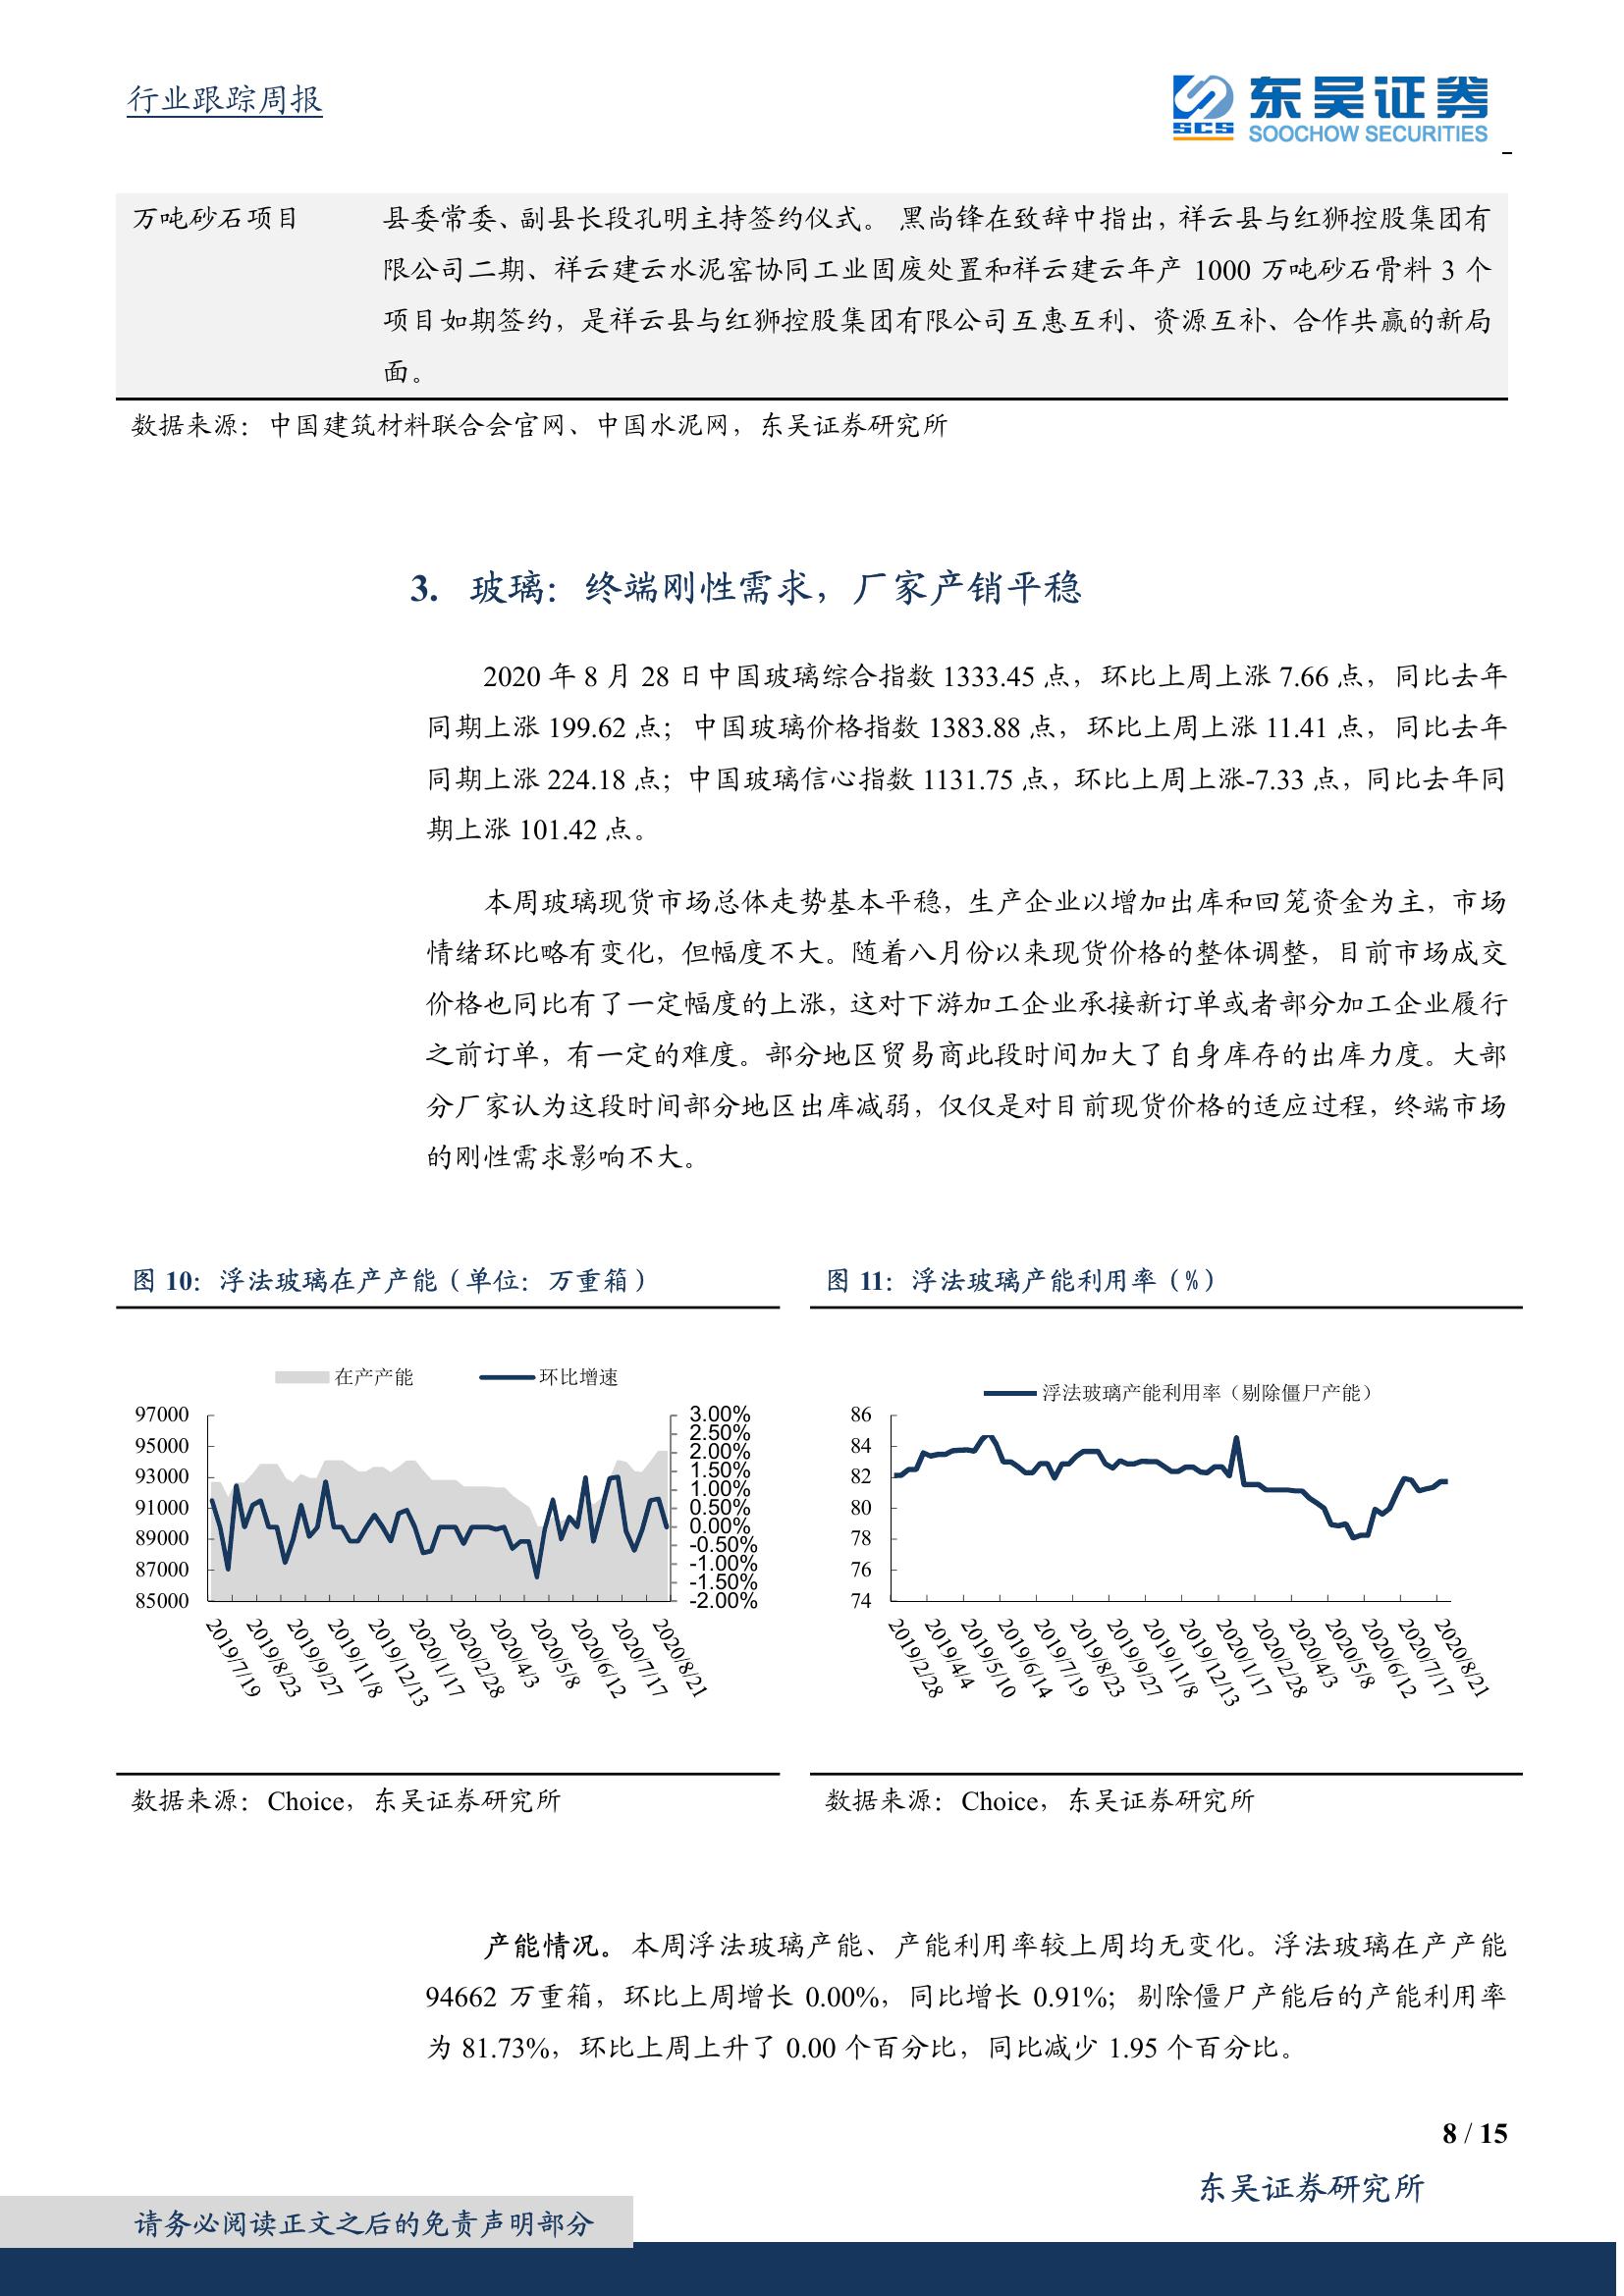 行业跟踪周报
东吴证券
SCS
SOOCHOW SECURITIES
万吨砂石项目
县委常委、副县长段孔明主持签约仪式。 黑尚锋在致辞中指出，祥云县与红狮控股集团有
限公司二期、祥云建云水泥窑协同工业固废处置和祥云建云年产 1000 万吨砂石骨料 3 个
项目如期签约，是祥云县与红狮控股集团有限公司互惠互利、资源互补、合作共赢的新局
面。
数据来源：中国建筑材料联合会官网、中国水泥网，东吴证券研究所
3. 玻璃：终端刚性需求，厂家产销平稳
2020 年 8 月 28 日中国玻璃综合指数 1333.45 点，环比上周上涨 7.66 点，同比去年
同期上涨 199.62 点；中国玻璃价格指数 1383.88 点，环比上周上涨 11.41 点，同比去年
同期上涨 224.18 点；中国玻璃信心指数 1131.75 点，环比上周上涨-7.33 点，同比去年同
期上涨 101.42 点。
本周玻璃现货市场总体走势基本平稳，生产企业以增加出库和回笼资金为主，市场
情绪环比略有变化，但幅度不大。随着八月份以来现货价格的整体调整，目前市场成交
价格也同比有了一定幅度的上涨，这对下游加工企业承接新订单或者部分加工企业履行
之前订单，有一定的难度。部分地区贸易商此段时间加大了自身库存的出库力度。大部
分厂家认为这段时间部分地区出库减弱，仅仅是对目前现货价格的适应过程，终端市场
的刚性需求影响不大。
图 10：浮法玻璃在产产能（单位：万重箱）
在产产能
环比增速
97000
95000
93000
91000
89000
87000
85000
3.00%
2.50%
2.00%
1.50%
1.00%
0.50%
0.00%
-0.50%
-1.00%
-1.50%
-2.00%
2019/7/19
2019/8/23
2019/9/27
2019/11/8
2019/12/13
2020/1/17
2020/2/28
2020/4/3
2020/5/8
2020/6/12
2020/7/17
2020/8/21
数据来源：Choice，东吴证券研究所
图 11：浮法玻璃产能利用率（%）
浮法玻璃产能利用率（剔除僵尸产能）
86
84
82
80
78
76
74
2019/2/28
2019/4/4
2019/5/10
2019/6/14
2019/7/19
2019/8/23
2019/9/27
2019/11/8
2019/12/13
2020/1/17
2020/2/28
2020/4/3
2020/5/8
2020/6/12
2020/7/17
2020/8/21
数据来源：Choice，东吴证券研究所
产能情况。本周浮法玻璃产能、产能利用率较上周均无变化。浮法玻璃在产产能
94662 万重箱，环比上周增长 0.00%，同比增长 0.91%；剔除僵尸产能后的产能利用率
为 81.73%，环比上周上升了 0.00 个百分比，同比减少 1.95 个百分比。
8 / 15
东吴证券研究所
请务必阅读正文之后的免责声明部分